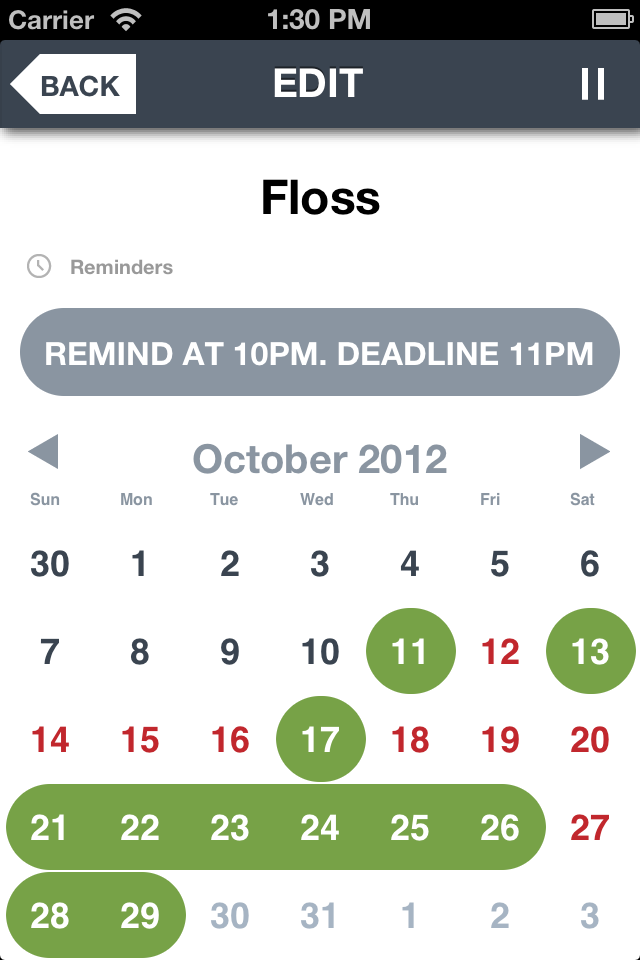 Carrier 1:30 PM
BACK EDIT
Floss
Reminders
REMIND AT 10PM. DEADLINE 11PM
October 2012
Sun Mon Tue Wed Thu Fri Sat
30 1 2 3 4 5 6
7 8 9 10 11 12 13
14 15 16 17 18 19 20
21 22 23 24 25 26 27
28 29 30 31 1 2 3